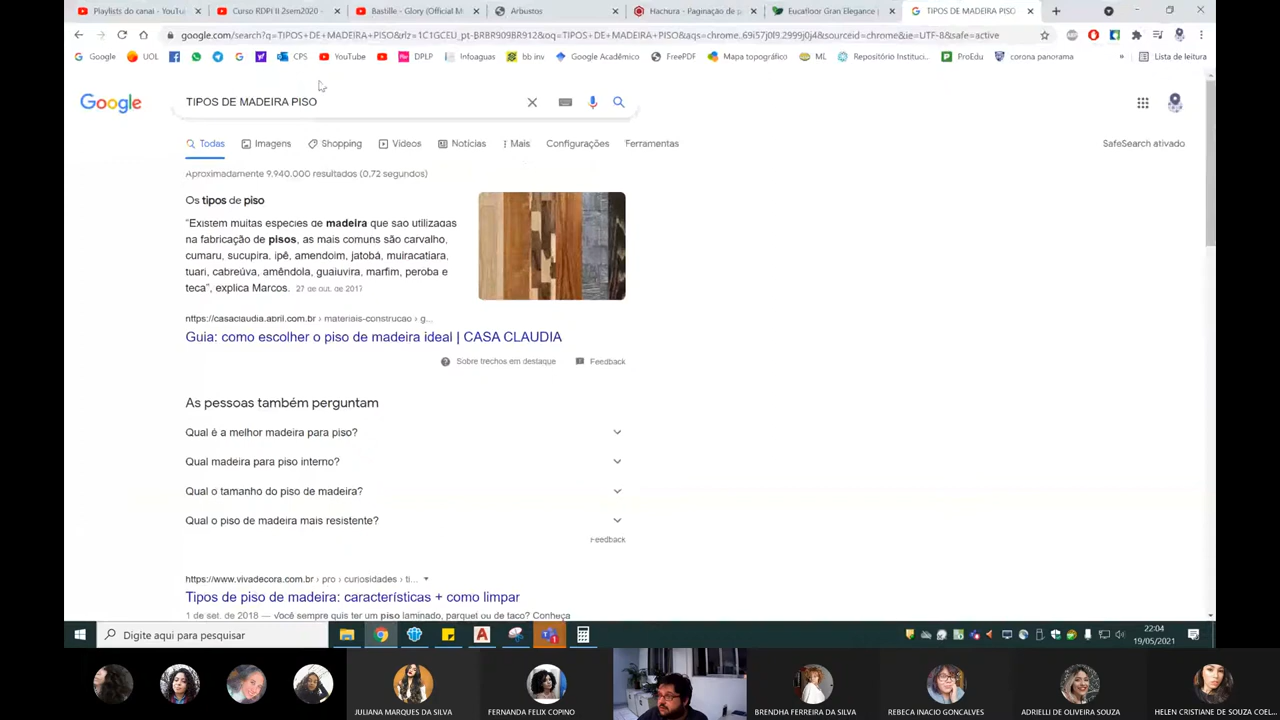 Playlists do canal - YouTu
Curso RDPI II 2sem2020 -
Bastille - Glory (Official M
Arbustos
Hachura - Paginação de p
Eucafloor Gran Elegance |
TIPOS DE MADEIRA PISO
google.com/search?q=TIPOS+DE+MADEIRA+PISO&rlz=1C1GCEU_pt-BRBR909BR912&oq=TIPOS+DE+MADEIRA+PISO&aqs=chrome..69i57j0l9.2999j0j4&sourceid=chrome&ie=UTF-8&safe=active
Google
UOL
CPS
YouTube
DPLP
Infoaguas
bb inv
Google Acadêmico
FreePDF
Mapa topográfico
ML
Repositório Instituci...
ProEdu
corona panorama
»
Lista de leitura
Google
TIPOS DE MADEIRA PISO
Todas
Imagens
Shopping
Vídeos
Notícias
Mais
Configurações
Ferramentas
SafeSearch ativado
Aproximadamente 9.940.000 resultados (0,72 segundos)
Os tipos de piso
"Existem muitas espécies de madeira que são utilizadas
na fabricação de pisos, as mais comuns são carvalho,
cumaru, sucupira, ipê, amendoim, jatobá, muiracatiara,
tuari, cabreúva, amêndola, guaiuvira, marfim, peroba e
teca", explica Marcos. 27 de out. de 2017
https://casaclaudia.abril.com.br › materiais-construcao › g...
Guia: como escolher o piso de madeira ideal | CASA CLAUDIA
Sobre trechos em destaque
Feedback
As pessoas também perguntam
Qual é a melhor madeira para piso?
Qual madeira para piso interno?
Qual o tamanho do piso de madeira?
Qual o piso de madeira mais resistente?
Feedback
https://www.vivadecora.com.br › pro › curiosidades › ti...
Tipos de piso de madeira: características + como limpar
1 de set. de 2018 — Você sempre quis ter um piso laminado, parquet ou de taco? Conheça
Digite aqui para pesquisar
22:04
19/05/2021
JULIANA MARQUES DA SILVA
FERNANDA FELIX COPINO
BRENDHA FERREIRA DA SILVA
REBECA INACIO GONCALVES
ADRIELLI DE OLIVEIRA SOUZA
HELEN CRISTIANE DE SOUZA COEL...